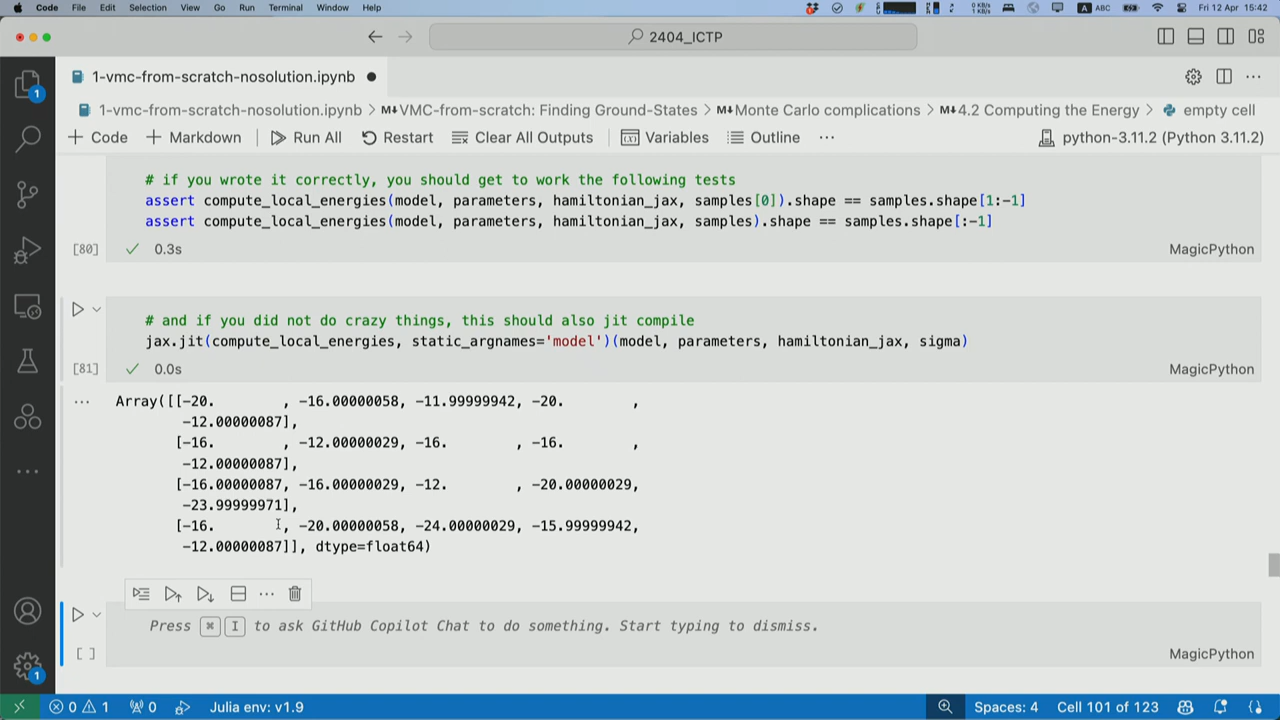 Code File Edit Selection View Go Run Terminal Window Help A ABC Fri 12 Apr 15:42
2404_ICTP
1-vmc-from-scratch-nosolution.ipynb
1-vmc-from-scratch-nosolution.ipynb > VMC-from-scratch: Finding Ground-States > Monte Carlo complications > 4.2 Computing the Energy > empty cell
+ Code + Markdown Run All Restart Clear All Outputs Variables Outline ... python-3.11.2 (Python 3.11.2)
# if you wrote it correctly, you should get to work the following tests
assert compute_local_energies(model, parameters, hamiltonian_jax, samples[0]).shape == samples.shape[1:-1]
assert compute_local_energies(model, parameters, hamiltonian_jax, samples).shape == samples.shape[:-1]
[80] 0.3s MagicPython
# and if you did not do crazy things, this should also jit compile
jax.jit(compute_local_energies, static_argnames='model')(model, parameters, hamiltonian_jax, sigma)
[81] 0.0s MagicPython
... Array([[-20. , -16.00000058, -11.99999942, -20. ,
-12.00000087],
[-16. , -12.00000029, -16. , -16. ,
-12.00000087],
[-16.00000087, -16.00000029, -12. , -20.00000029,
-23.99999971],
[-16. , -20.00000058, -24.00000029, -15.99999942,
-12.00000087]], dtype=float64)
Press ⌘ I to ask GitHub Copilot Chat to do something. Start typing to dismiss.
[ ] MagicPython
0 1 0 Julia env: v1.9 Spaces: 4 Cell 101 of 123